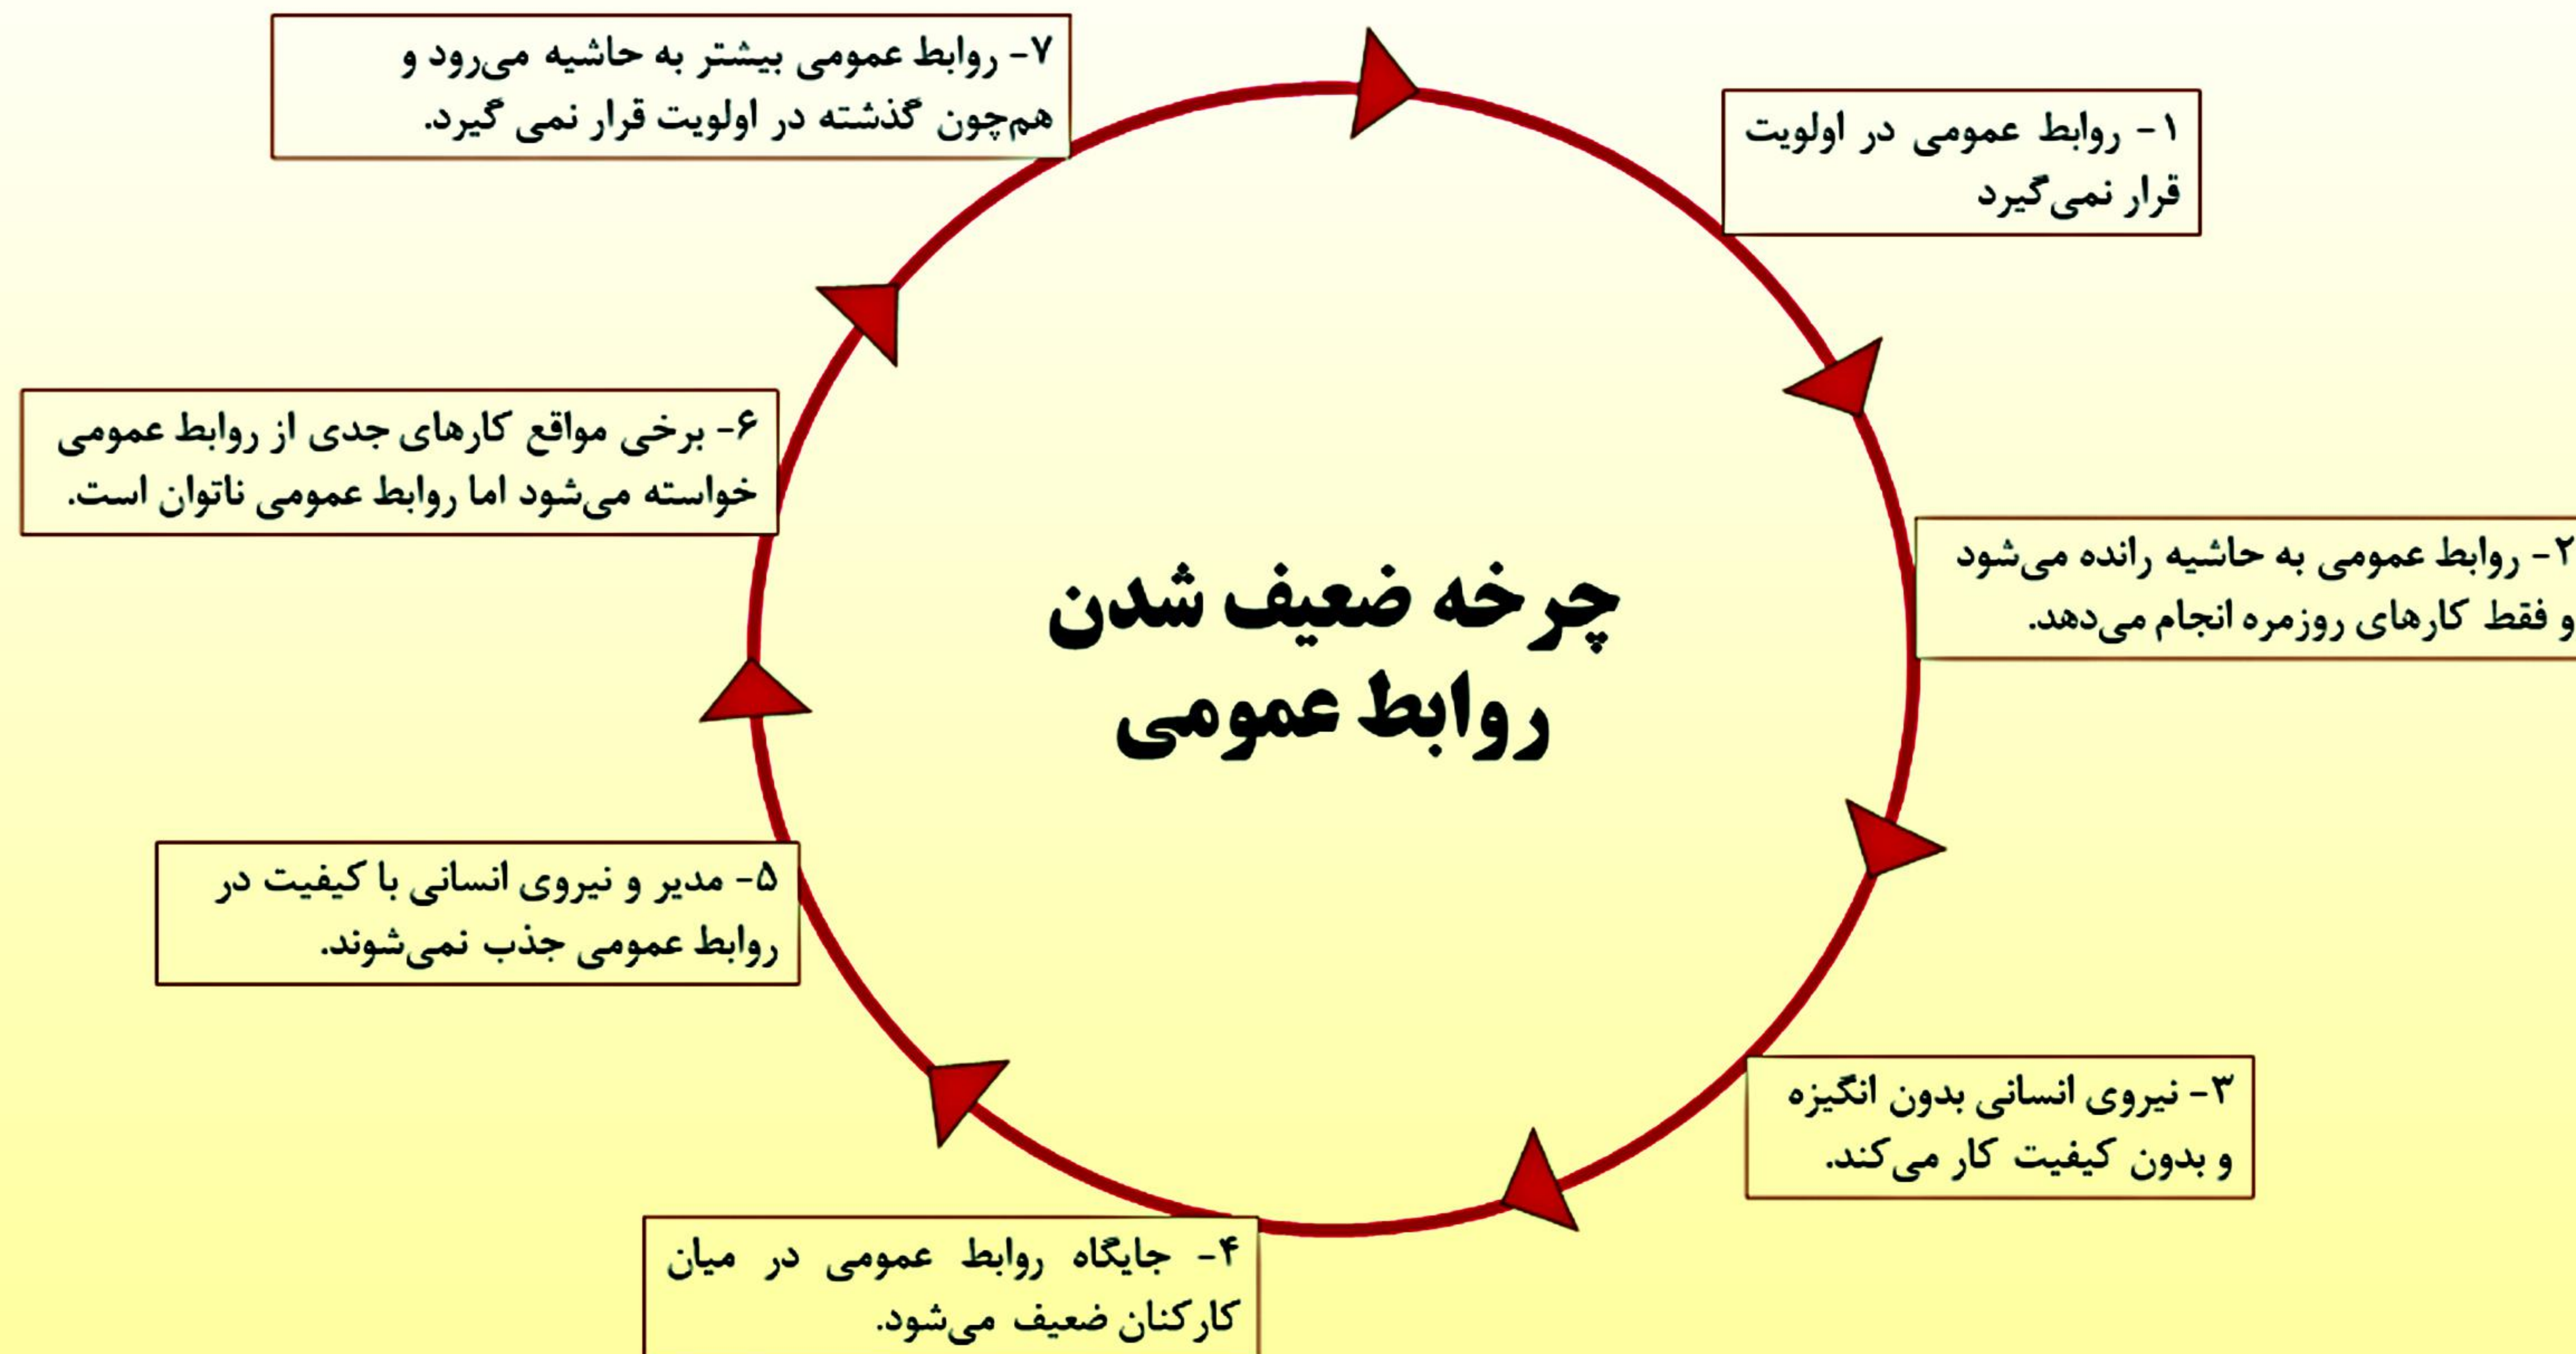 چرخه ضعیف شدن
روابط عمومی
۱- روابط عمومی در اولویت
قرار نمی‌گیرد
۲- روابط عمومی به حاشیه رانده می‌شود
و فقط کارهای روزمره انجام می‌دهد.
۳- نیروی انسانی بدون انگیزه
و بدون کیفیت کار می‌کند.
۴- جایگاه روابط عمومی در میان
کارکنان ضعیف می‌شود.
۵- مدیر و نیروی انسانی با کیفیت در
روابط عمومی جذب نمی‌شوند.
۶- برخی مواقع کارهای جدی از روابط عمومی
خواسته می‌شود اما روابط عمومی ناتوان است.
۷- روابط عمومی بیشتر به حاشیه می‌رود و
هم‌چون گذشته در اولویت قرار نمی گیرد.